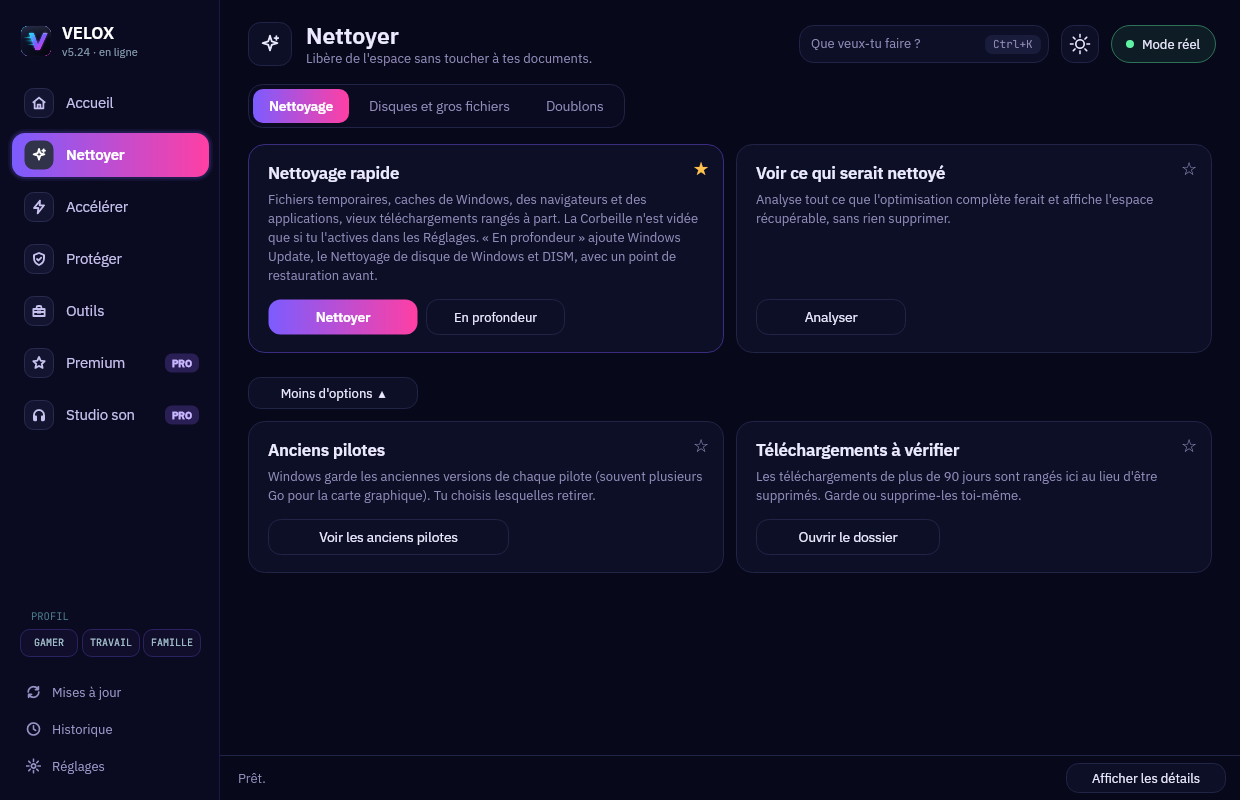 VELOX
v5.24 · en ligne
Accueil
Nettoyer
Accélérer
Protéger
Outils
Premium PRO
Studio son PRO
PROFIL
GAMER TRAVAIL FAMILLE
Mises à jour
Historique
Réglages
Nettoyer
Libère de l'espace sans toucher à tes documents.
Que veux-tu faire ? Ctrl+K
Mode réel
Nettoyage Disques et gros fichiers Doublons
Nettoyage rapide
Fichiers temporaires, caches de Windows, des navigateurs et des
applications, vieux téléchargements rangés à part. La Corbeille n'est vidée
que si tu l'actives dans les Réglages. « En profondeur » ajoute Windows
Update, le Nettoyage de disque de Windows et DISM, avec un point de
restauration avant.
Nettoyer En profondeur
Voir ce qui serait nettoyé
Analyse tout ce que l'optimisation complète ferait et affiche l'espace
récupérable, sans rien supprimer.
Analyser
Moins d'options ▲
Anciens pilotes
Windows garde les anciennes versions de chaque pilote (souvent plusieurs
Go pour la carte graphique). Tu choisis lesquelles retirer.
Voir les anciens pilotes
Téléchargements à vérifier
Les téléchargements de plus de 90 jours sont rangés ici au lieu d'être
supprimés. Garde ou supprime-les toi-même.
Ouvrir le dossier
Prêt.
Afficher les détails